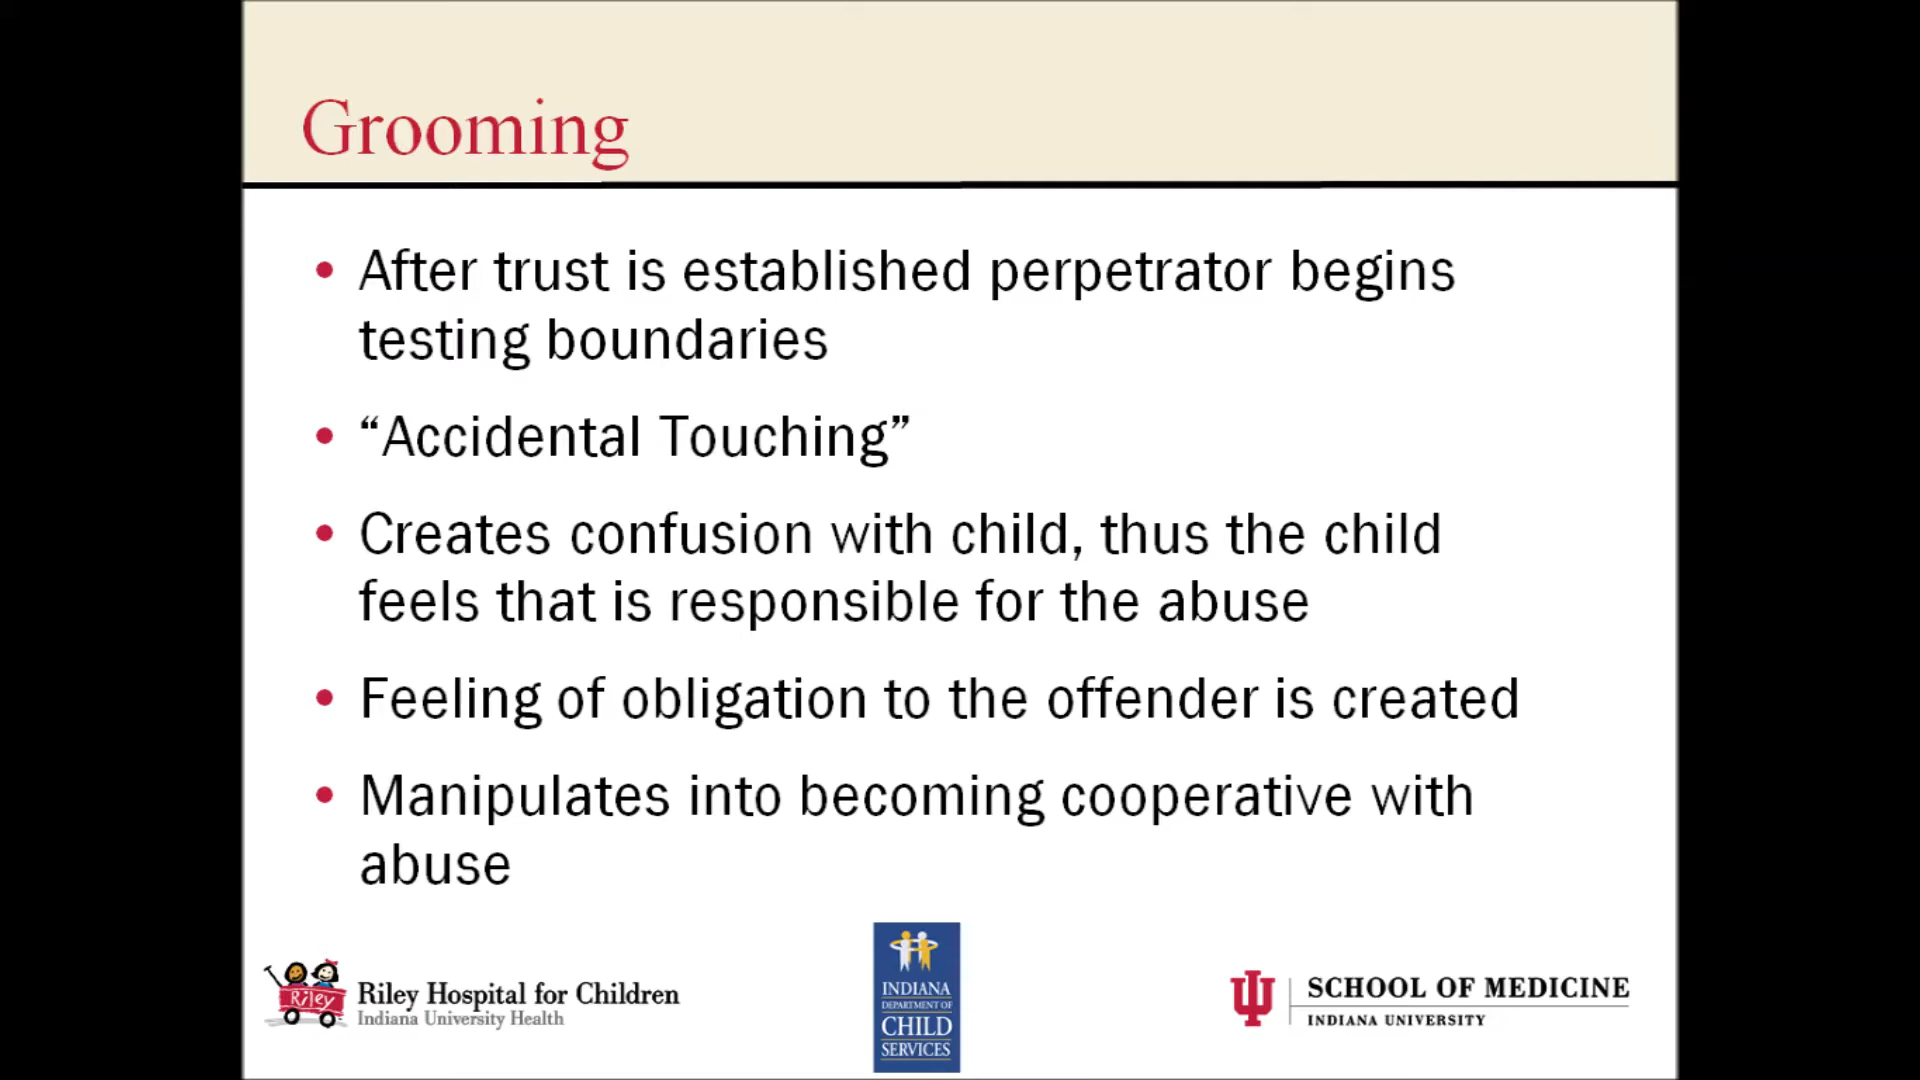 Grooming
• After trust is established perpetrator begins
testing boundaries
• “Accidental Touching”
• Creates confusion with child, thus the child
feels that is responsible for the abuse
• Feeling of obligation to the offender is created
• Manipulates into becoming cooperative with
abuse
Riley
Riley Hospital for Children
Indiana University Health
INDIANA
DEPARTMENT OF
CHILD
SERVICES
SCHOOL OF MEDICINE
INDIANA UNIVERSITY